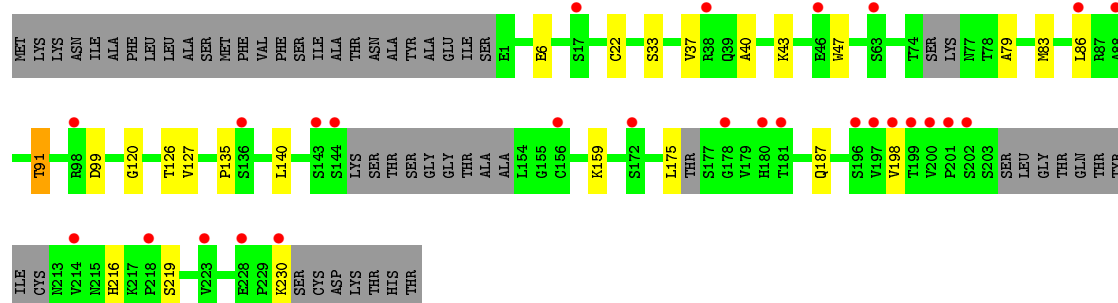 MET LYS LYS ASN ILE ALA PHE LEU LEU ALA SER MET PHE VAL PHE SER ILE ALA THR ASN ALA TYR ALA GLU ILE SER E1 E6 S17 C22 S33 V37 R38 Q39 A40 K43 E46 W47 S63 T74 SER LYS N77 T78 A79 M83 L86 R87 A88
T91 R98 D99 G120 T126 V127 P135 S136 L140 S143 S144 LYS SER THR SER GLY GLY THR ALA ALA L154 G155 C156 K159 S172 L175 THR S177 G178 V179 H180 T181 Q187 S196 V197 V198 T199 V200 P201 S202 S203 SER LEU GLY THR GLN THR TYR
ILE CYS N213 V214 N215 H216 K217 P218 S219 V223 E228 P229 K230 SER CYS ASP LYS THR HIS THR